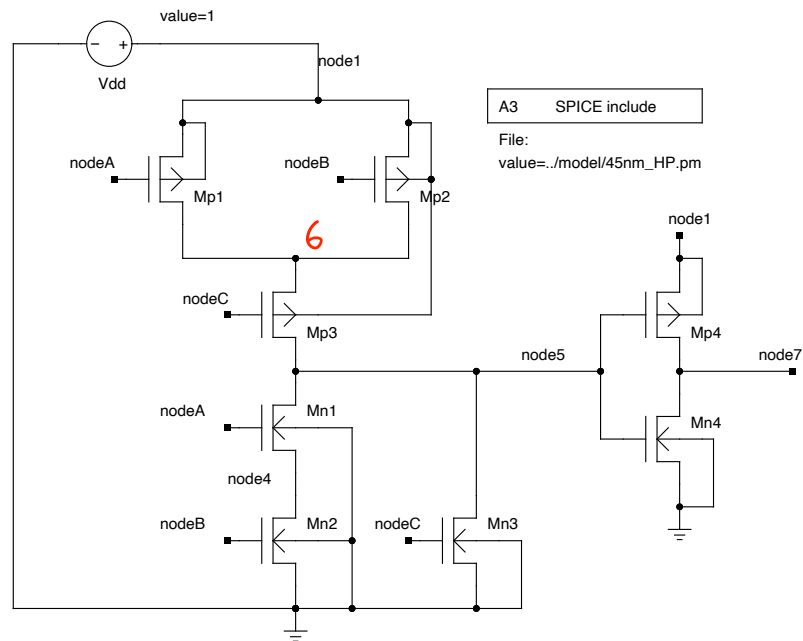 value=1
− +
Vdd
node1
A3 SPICE include
File:
value=../model/45nm_HP.pm
nodeA
Mp1
nodeB
Mp2
node1
6
nodeC
Mp3
Mp4
node5
node7
nodeA
Mn1
Mn4
node4
nodeB
Mn2
nodeC
Mn3